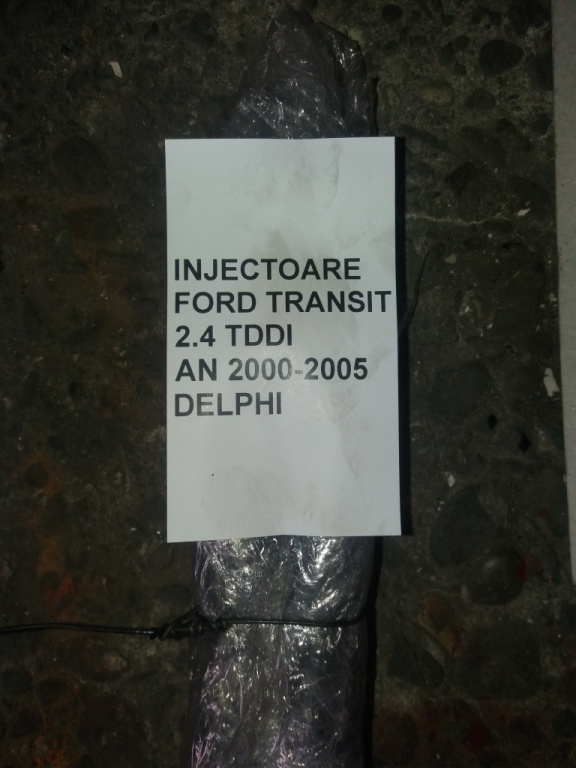 INJECTOARE
FORD TRANSIT
2.4 TDDI
AN 2000-2005
DELPHI